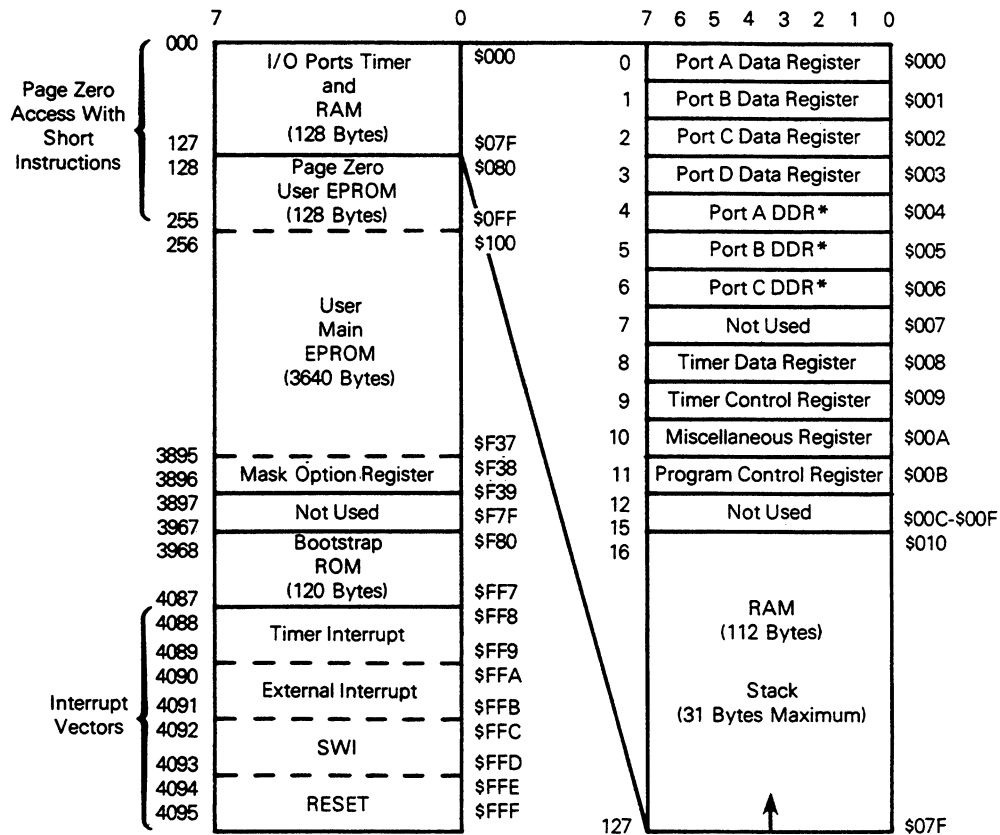 7 0 7 6 5 4 3 2 1 0
Page Zero
Access With
Short
Instructions
000
127
128
255
256
3895
3896
3897
3967
3968
4087
4088
4089
4090
4091
4092
4093
4094
4095
Interrupt
Vectors
I/O Ports Timer
and
RAM
(128 Bytes)
Page Zero
User EPROM
(128 Bytes)
User
Main
EPROM
(3640 Bytes)
Mask Option Register
Not Used
Bootstrap
ROM
(120 Bytes)
Timer Interrupt
External Interrupt
SWI
RESET
$000
$07F
$080
$0FF
$100
$F37
$F38
$F39
$F7F
$F80
$FF7
$FF8
$FF9
$FFA
$FFB
$FFC
$FFD
$FFE
$FFF
0 Port A Data Register $000
1 Port B Data Register $001
2 Port C Data Register $002
3 Port D Data Register $003
4 Port A DDR* $004
5 Port B DDR* $005
6 Port C DDR* $006
7 Not Used $007
8 Timer Data Register $008
9 Timer Control Register $009
10 Miscellaneous Register $00A
11 Program Control Register $00B
12
Not Used $00C-$00F
15
16 $010
RAM
(112 Bytes)
Stack
(31 Bytes Maximum)
127 $07F